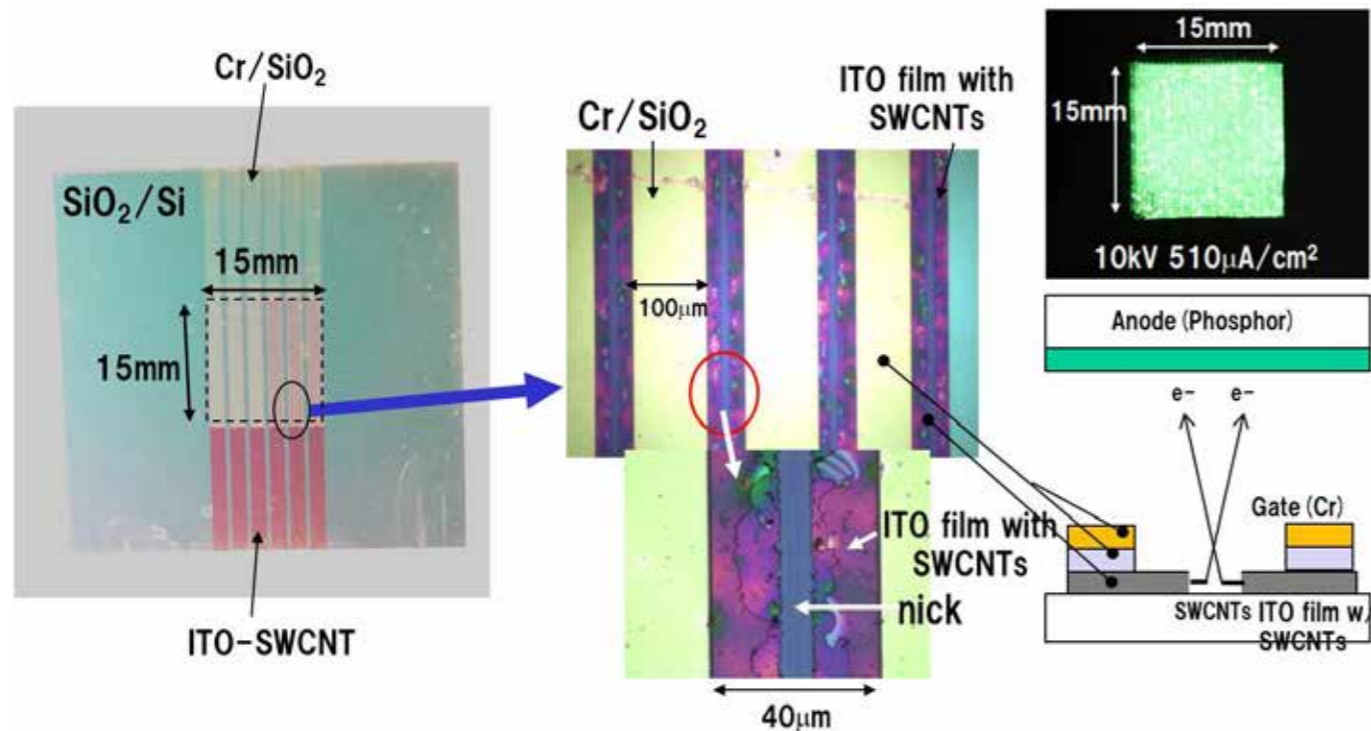 Cr/SiO₂
SiO₂/Si
15mm
15mm
ITO-SWCNT
Cr/SiO₂
ITO film with
SWCNTs
100μm
ITO film with
SWCNTs
nick
40μm
15mm
15mm
10kV 510μA/cm²
Anode (Phosphor)
e-
e-
Gate (Cr)
SWCNTs
ITO film w/
SWCNTs